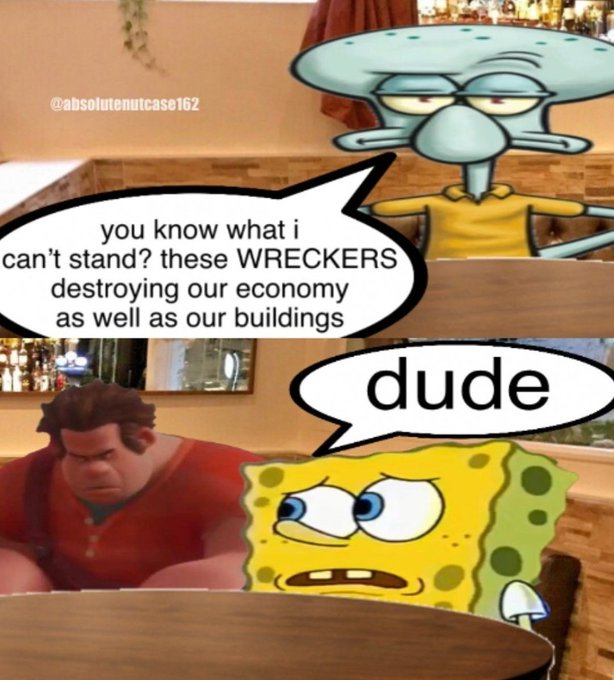 @absolutenutcase162
you know what i
can't stand? these WRECKERS
destroying our economy
as well as our buildings
dude